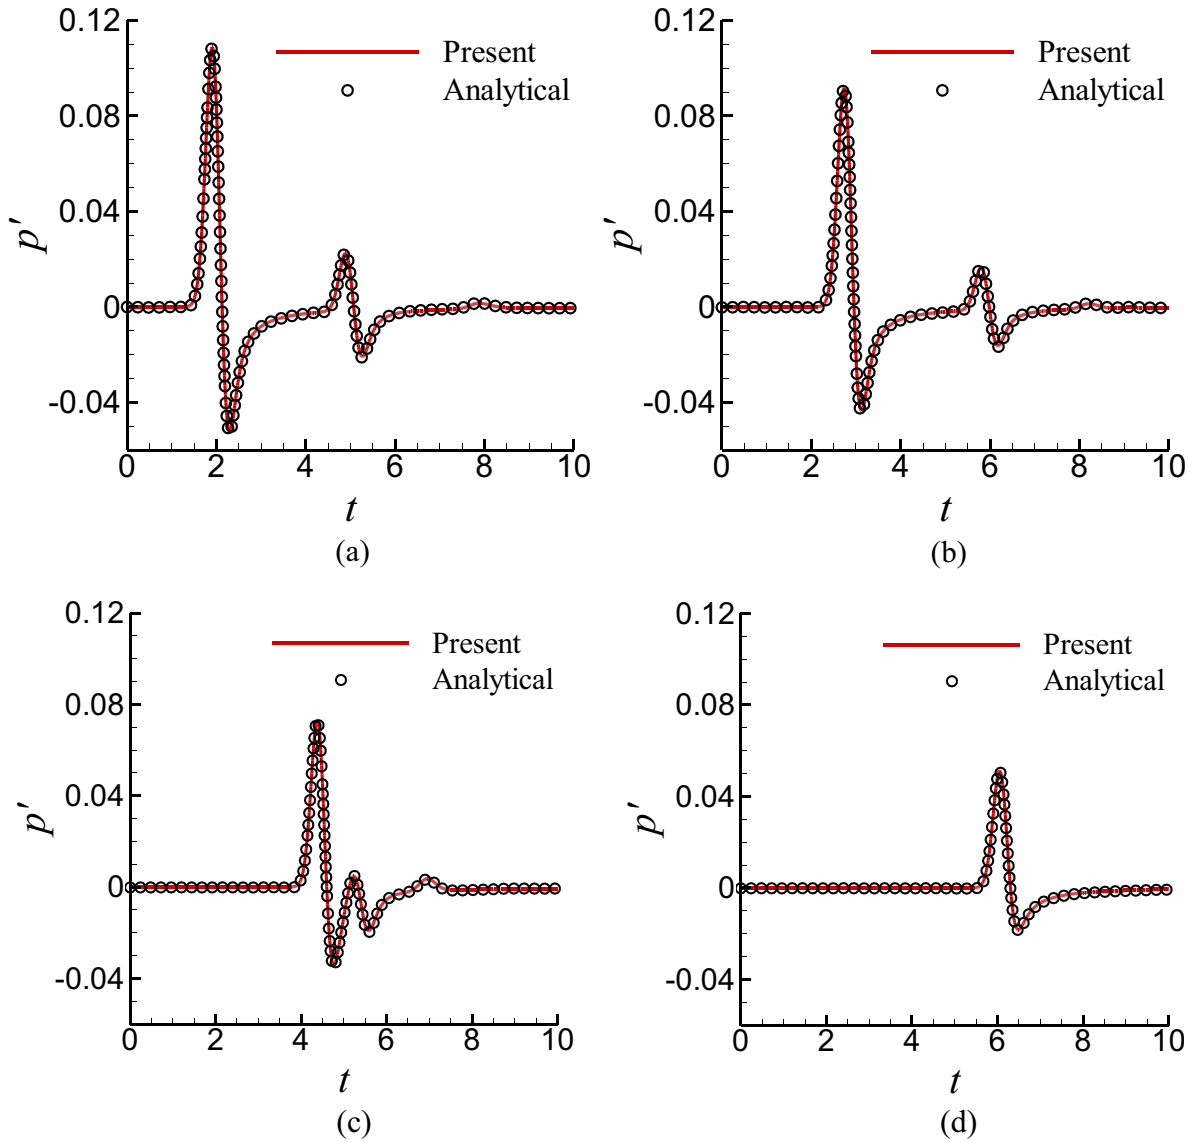 0.12
0.08
0.04
0
-0.04
p′
Present
Analytical
0 2 4 6 8 10
t
(a)
0.12
0.08
0.04
0
-0.04
p′
Present
Analytical
0 2 4 6 8 10
t
(b)
0.12
0.08
0.04
0
-0.04
p′
Present
Analytical
0 2 4 6 8 10
t
(c)
0.12
0.08
0.04
0
-0.04
p′
Present
Analytical
0 2 4 6 8 10
t
(d)